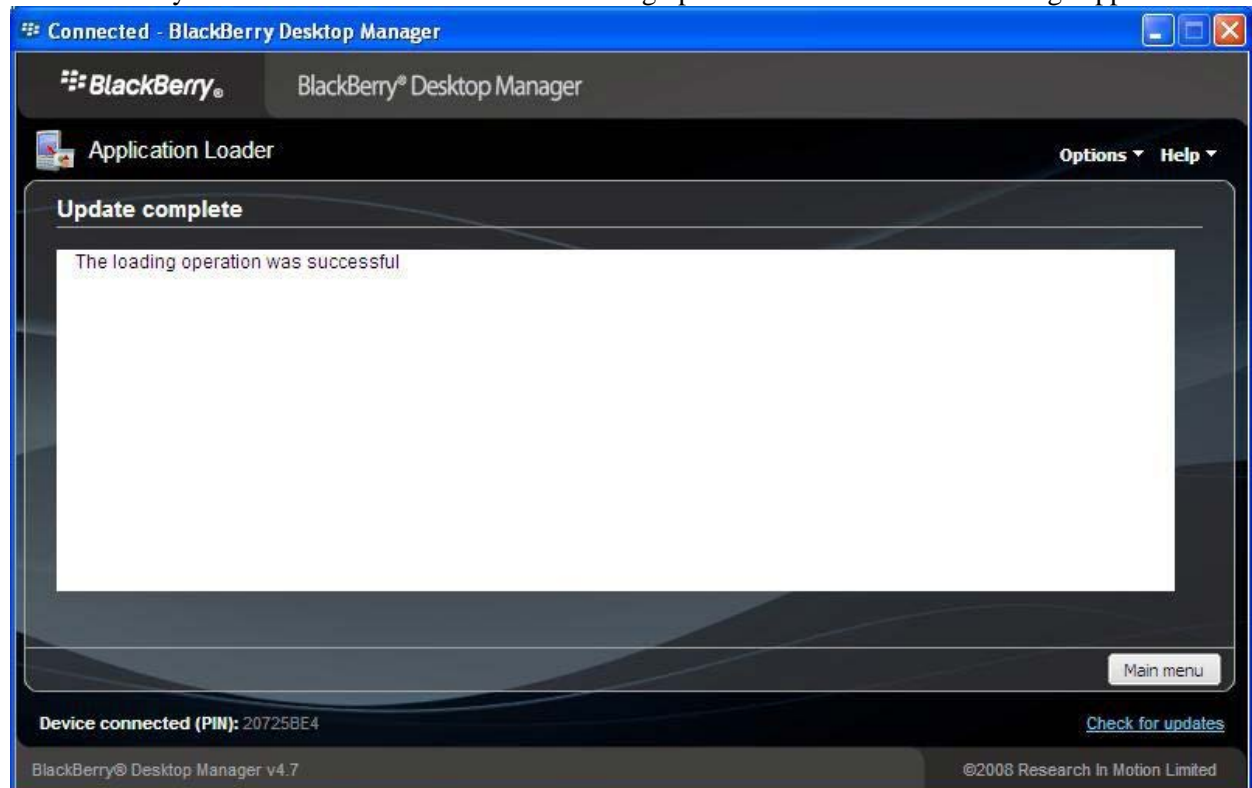 Connected - BlackBerry Desktop Manager
BlackBerry® BlackBerry® Desktop Manager
Application Loader Options Help
Update complete
The loading operation was successful
Main menu
Device connected (PIN): 20725BE4 Check for updates
BlackBerry® Desktop Manager v4.7 ©2008 Research In Motion Limited